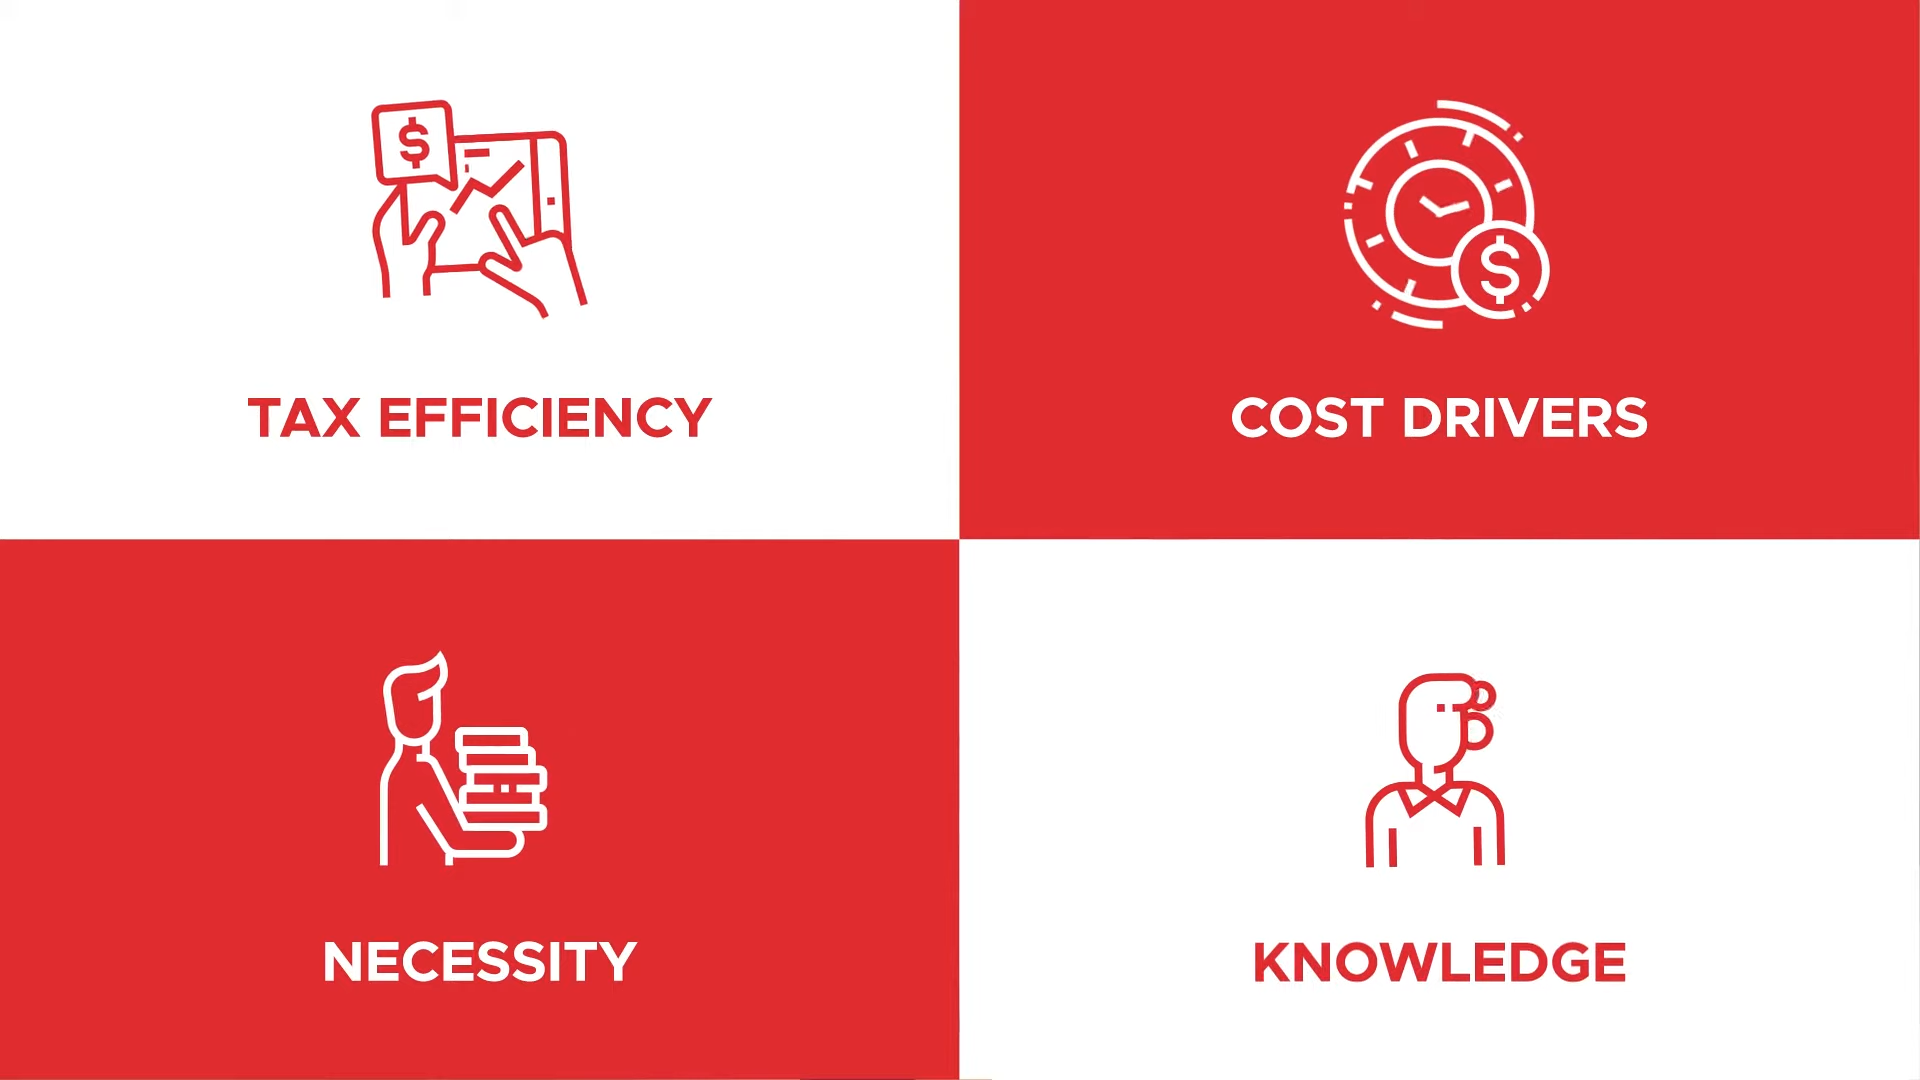 $
TAX EFFICIENCY
$
COST DRIVERS
NECESSITY
KNOWLEDGE